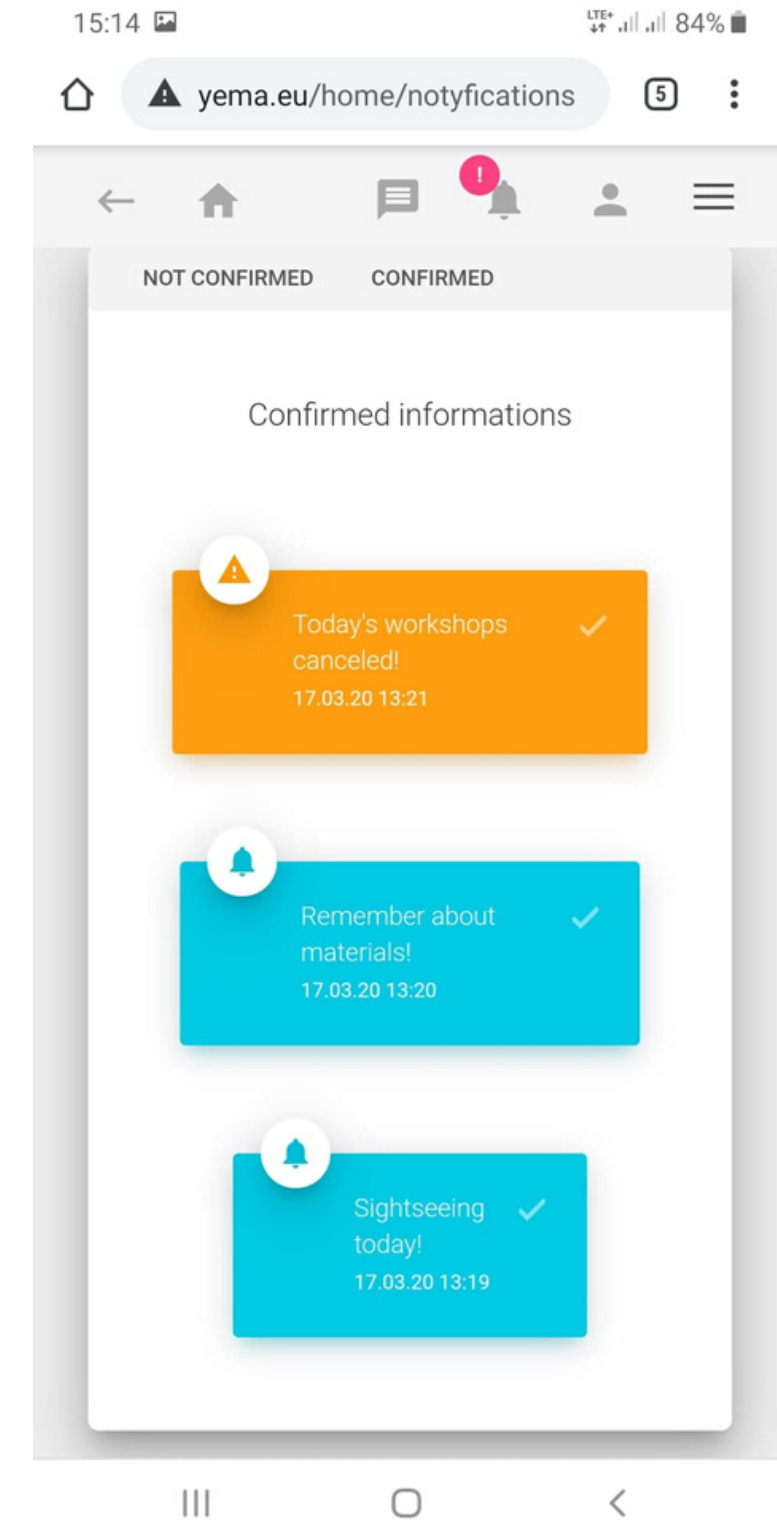 15:14 LTE+ 84%
yema.eu/home/notyfications 5
!
NOT CONFIRMED CONFIRMED
Confirmed informations
Today's workshops
canceled!
17.03.20 13:21
Remember about
materials!
17.03.20 13:20
Sightseeing
today!
17.03.20 13:19